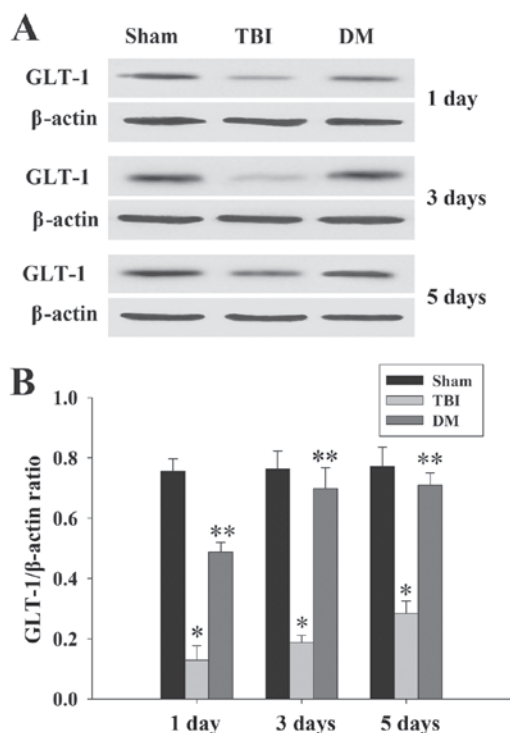 A
Sham TBI DM
GLT-1
β-actin
1 day
GLT-1
β-actin
3 days
GLT-1
β-actin
5 days
B
Sham
TBI
DM
GLT-1/β-actin ratio
1.0
0.8
0.6
0.4
0.2
0.0
*
**
*
**
*
**
1 day 3 days 5 days